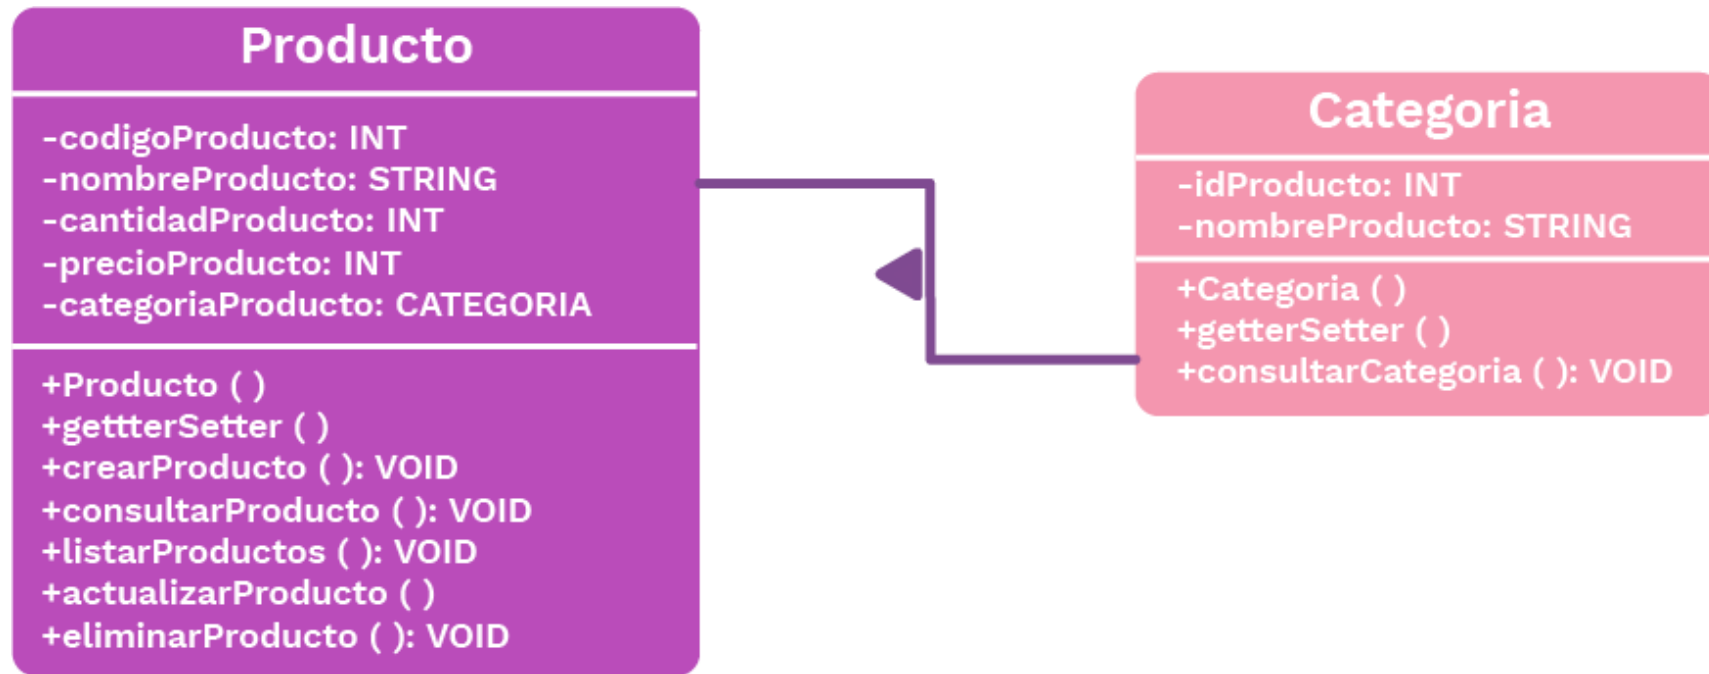 Producto
-codigoProducto: INT
-nombreProducto: STRING
-cantidadProducto: INT
-precioProducto: INT
-categoriaProducto: CATEGORIA
+Producto ( )
+gettterSetter ( )
+crearProducto ( ): VOID
+consultarProducto ( ): VOID
+listarProductos ( ): VOID
+actualizarProducto ( )
+eliminarProducto ( ): VOID
Categoria
-idProducto: INT
-nombreProducto: STRING
+Categoria ( )
+getterSetter ( )
+consultarCategoria ( ): VOID